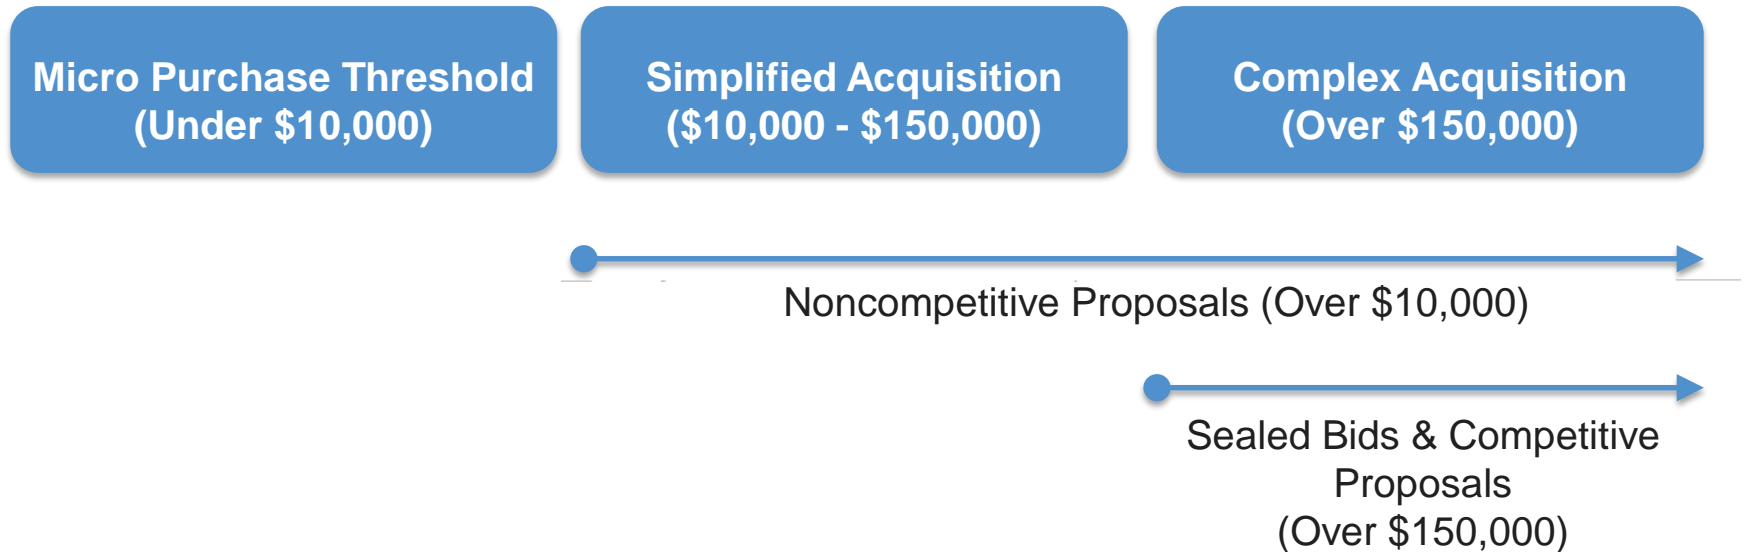 Micro Purchase Threshold
(Under $10,000)
Simplified Acquisition
($10,000 - $150,000)
Complex Acquisition
(Over $150,000)
Noncompetitive Proposals (Over $10,000)
Sealed Bids & Competitive
Proposals
(Over $150,000)